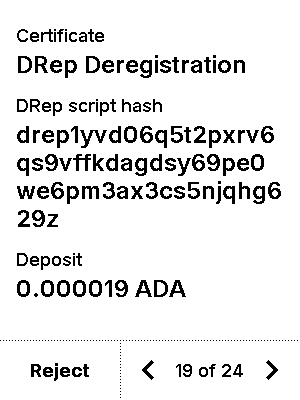 Certificate
DRep Deregistration
DRep script hash
drep1yvd06q5t2pxrv6
qs9vffkdagdsy69pe0
we6pm3ax3cs5njqhg6
29z
Deposit
0.000019 ADA
Reject
19 of 24